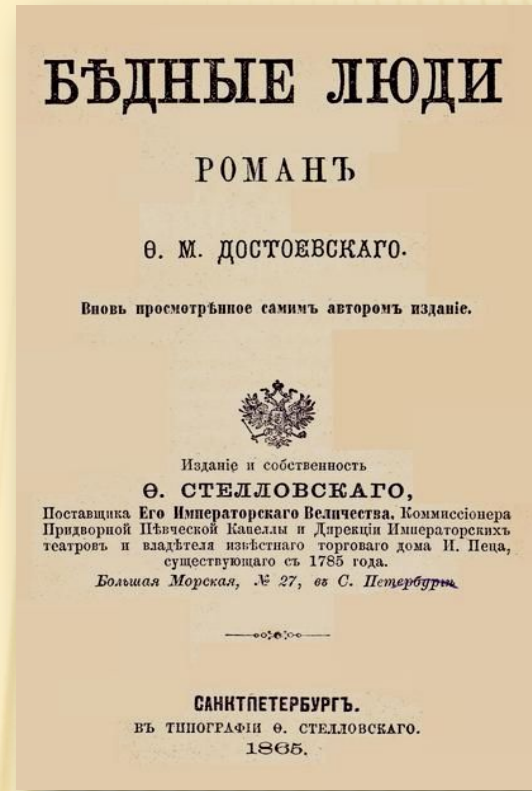 БѢДНЫЕ ЛЮДИ
РОМАНЪ
Ѳ. М. ДОСТОЕВСКАГО.
Вновь просмотрѣнное самимъ авторомъ изданіе.
Изданіе и собственность
Ѳ. СТЕЛЛОВСКАГО,
Поставщика Его Императорскаго Величества, Коммиссіонера
Придворной Пѣвческой Капеллы и Дирекціи Императорскихъ
театровъ и владѣтеля извѣстнаго торговаго дома И. Пеца,
существующаго съ 1785 года.
Большая Морская, № 27, въ С. Петербургѣ
САНКТПЕТЕРБУРГЪ.
ВЪ ТИПОГРАФІИ Ѳ. СТЕЛЛОВСКАГО.
1865.